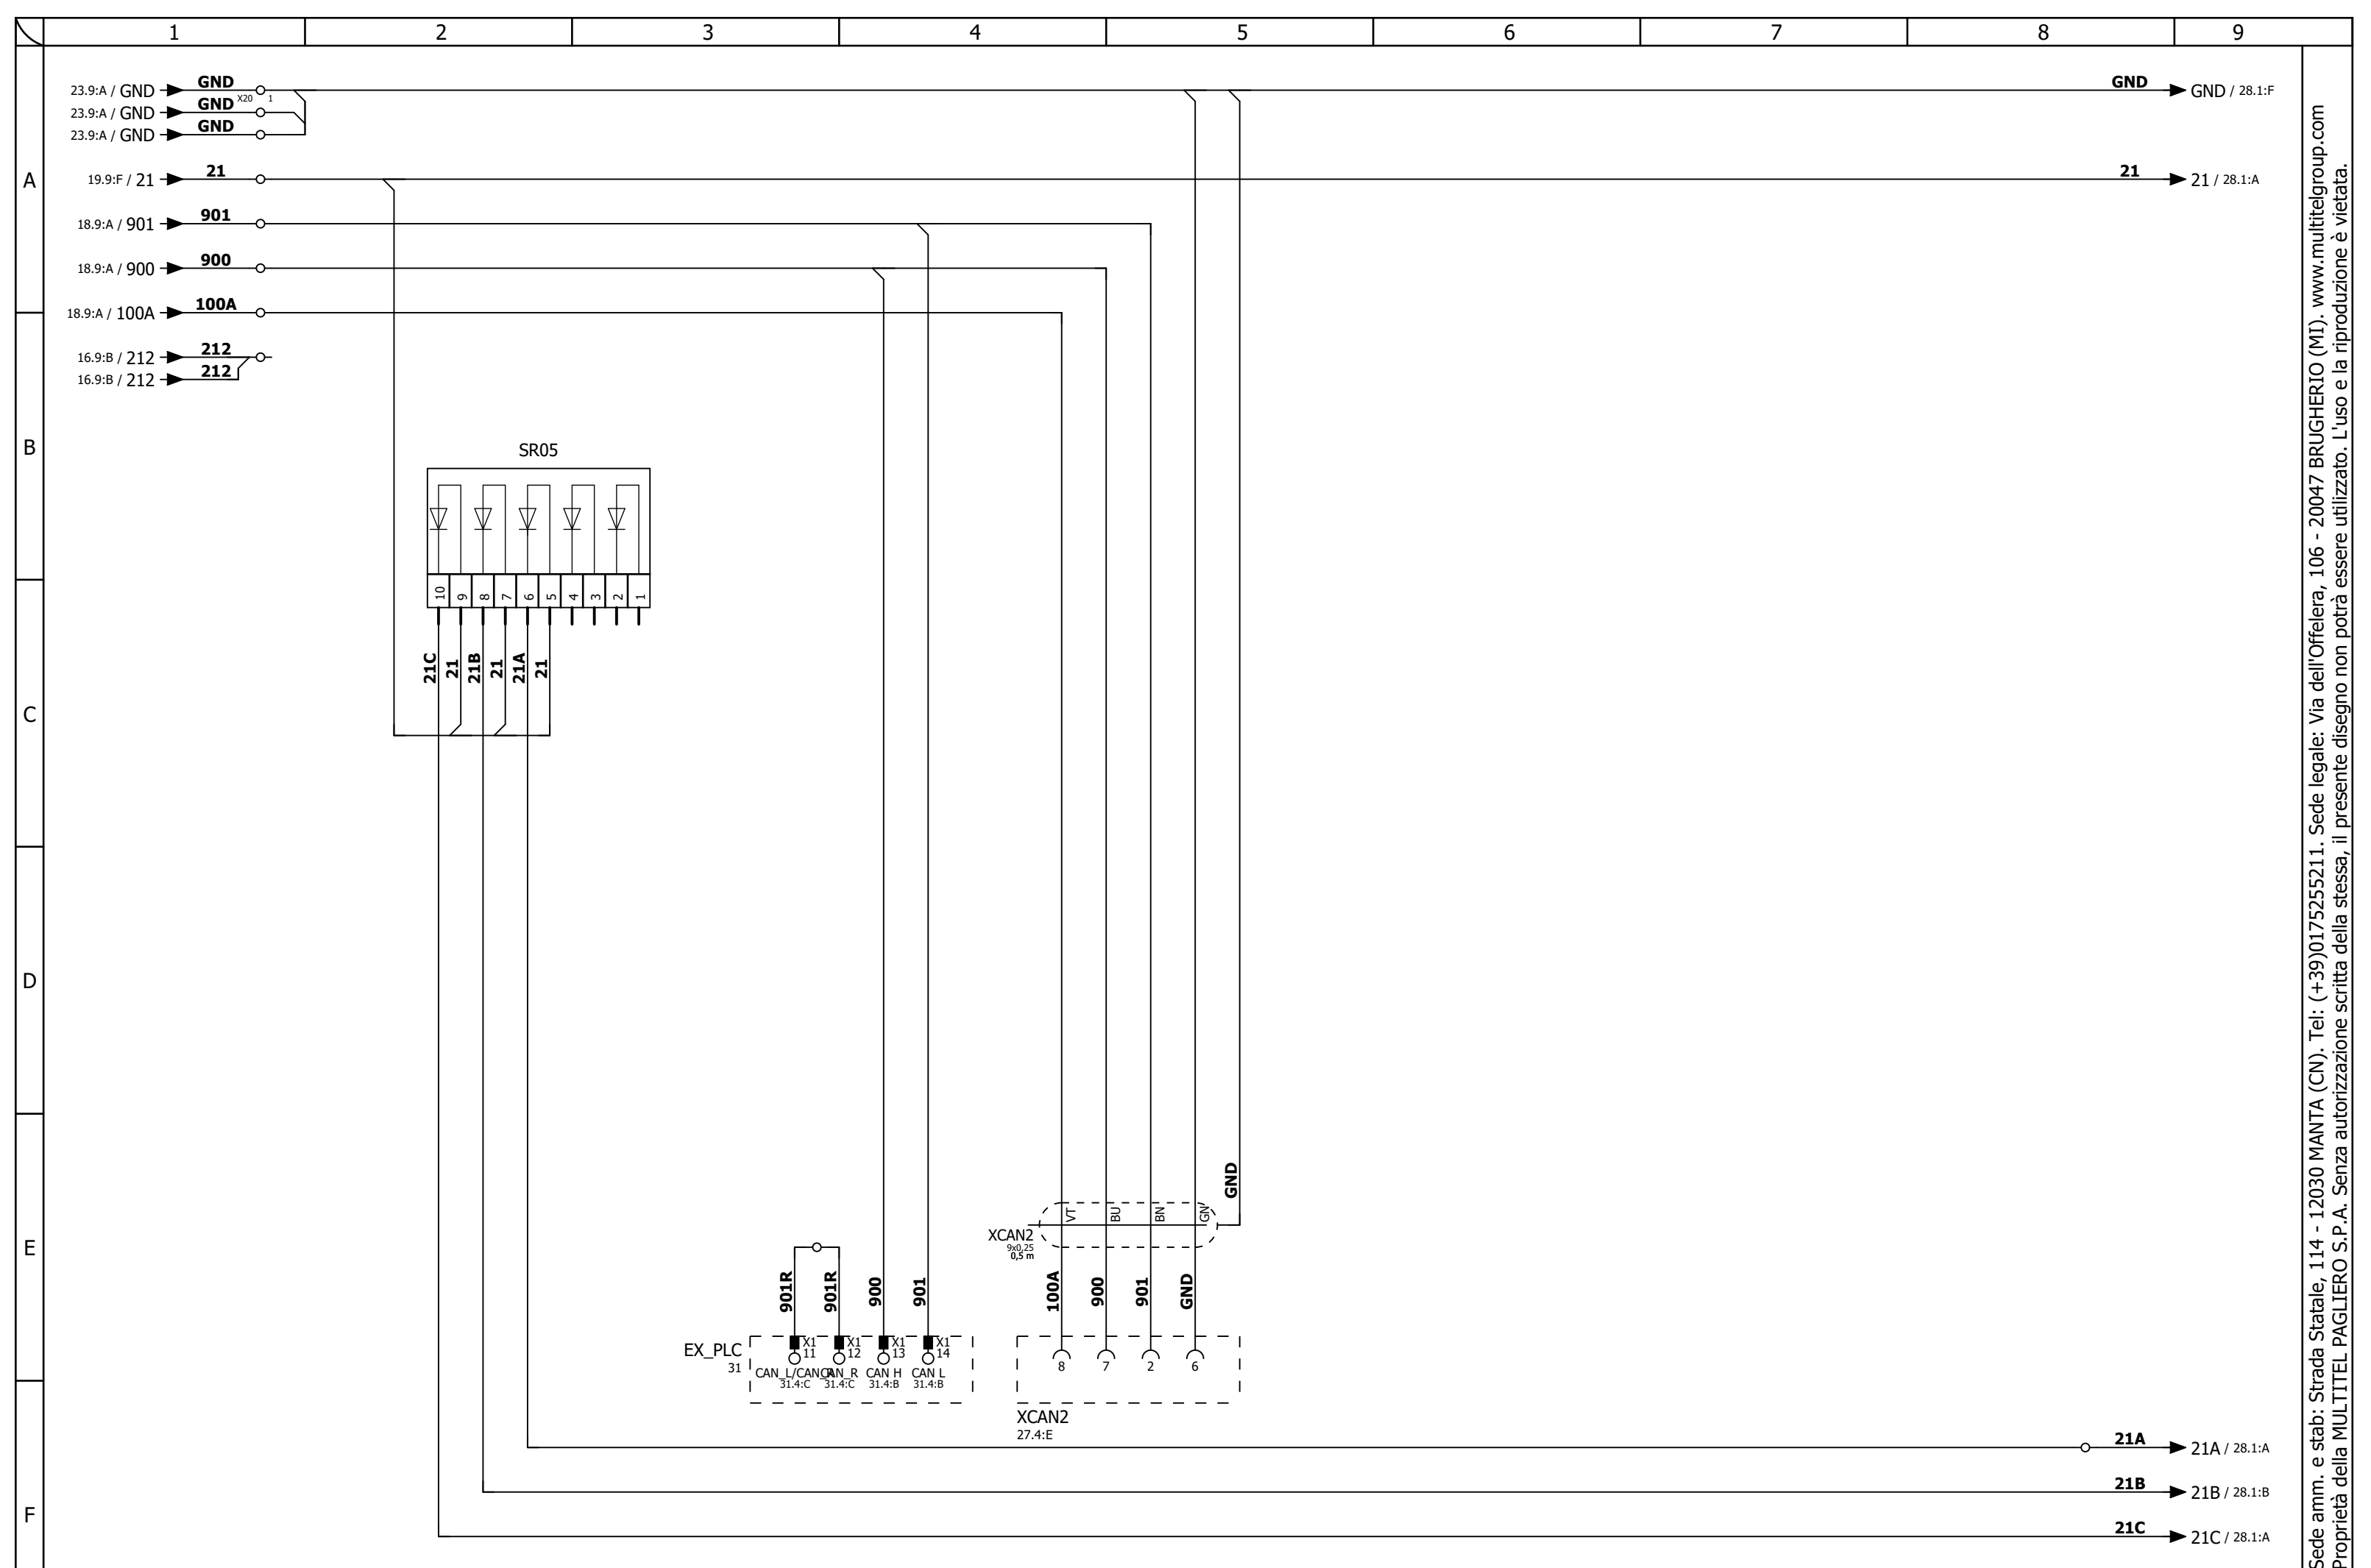 1 2 3 4 5 6 7 8 9
23.9:A / GND GND GND GND / 28.1:F
X20 1
23.9:A / GND GND
23.9:A / GND GND
A
19.9:F / 21 21 21 21 / 28.1:A
18.9:A / 901 901
18.9:A / 900 900
18.9:A / 100A 100A
16.9:B / 212 212
16.9:B / 212 212
B
SR05
10 9 8 7 6 5 4 3 2 1
21C 21 21B 21 21A 21
C
D
GND
VT BU BN GN
XCAN2
9x0,25
0,5 m
E
901R 901R 900 901 100A 900 901 GND
EX_PLC
31
X1 X1 X1 X1
11 12 13 14
8 7 2 6
CAN_L/CAN_R CAN_R CAN H CAN L
31.4:C 31.4:C 31.4:B 31.4:B
XCAN2
27.4:E
21A 21A / 28.1:A
21B 21B / 28.1:B
F
21C 21C / 28.1:A
Sede amm. e stab: Strada Statale, 114 - 12030 MANTA (CN). Tel: (+39)0175255211. Sede legale: Via dell'Offelera, 106 - 20047 BRUGHERIO (MI). www.multitelgroup.com
Proprietà della MULTITEL PAGLIERO S.P.A. Senza autorizzazione scritta della stessa, il presente disegno non potrà essere utilizzato. L'uso e la riproduzione è vietata.